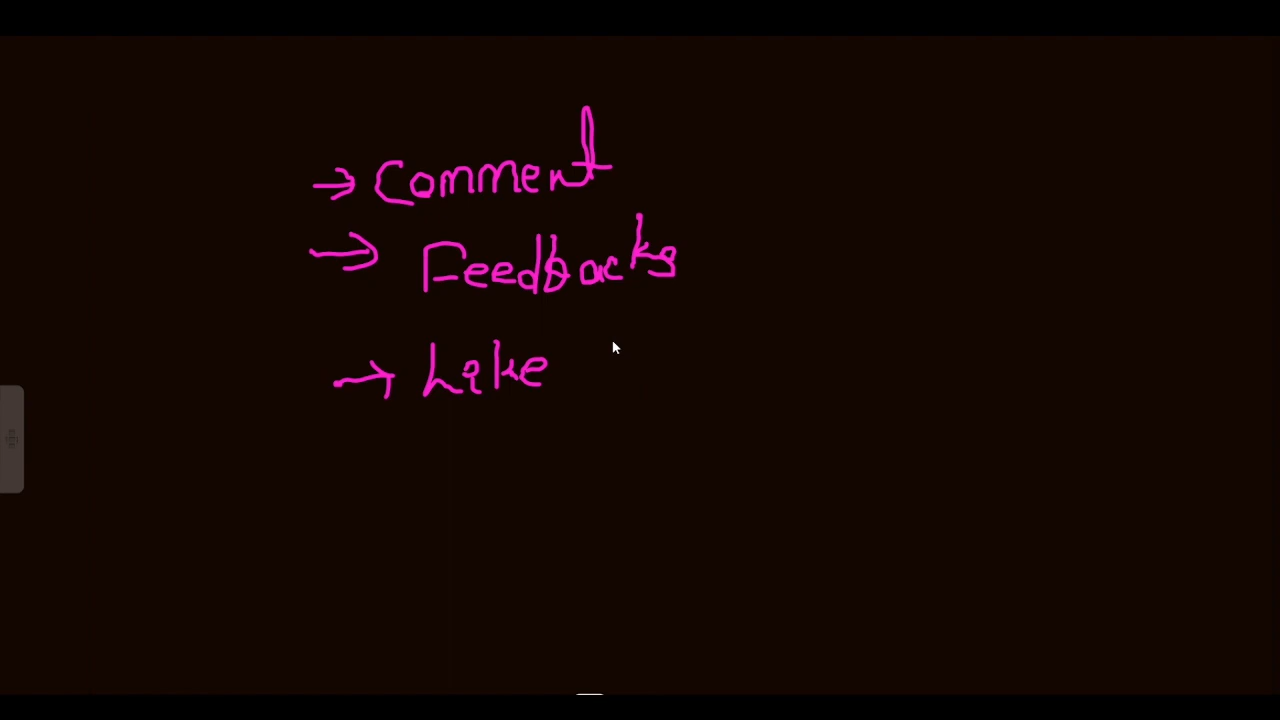 → Comment
→ Feedbacks
→ Like